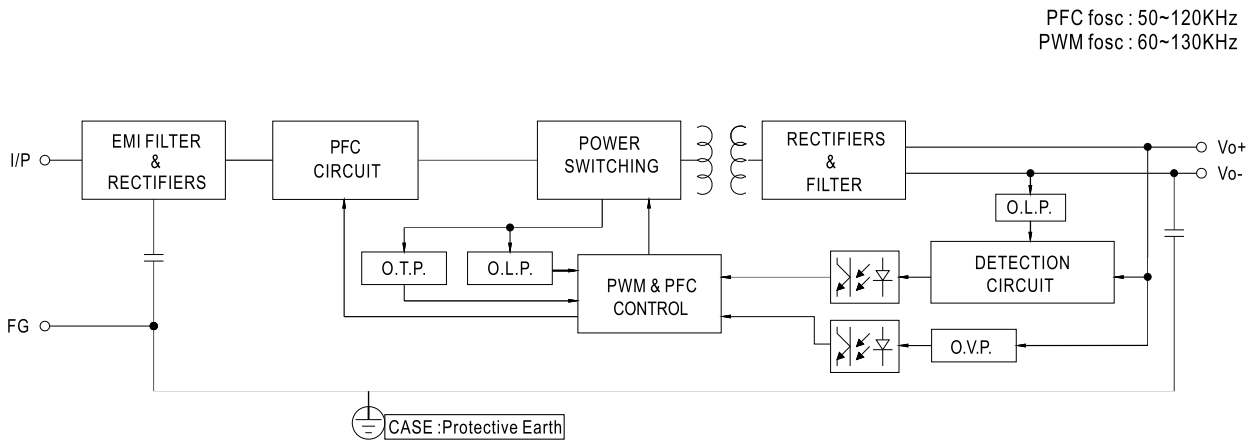 PFC fosc : 50~120KHz
PWM fosc : 60~130KHz
I/P
EMI FILTER
&
RECTIFIERS
PFC
CIRCUIT
POWER
SWITCHING
RECTIFIERS
&
FILTER
Vo+
Vo-
O.L.P.
O.T.P.
O.L.P.
PWM & PFC
CONTROL
DETECTION
CIRCUIT
FG
O.V.P.
CASE :Protective Earth